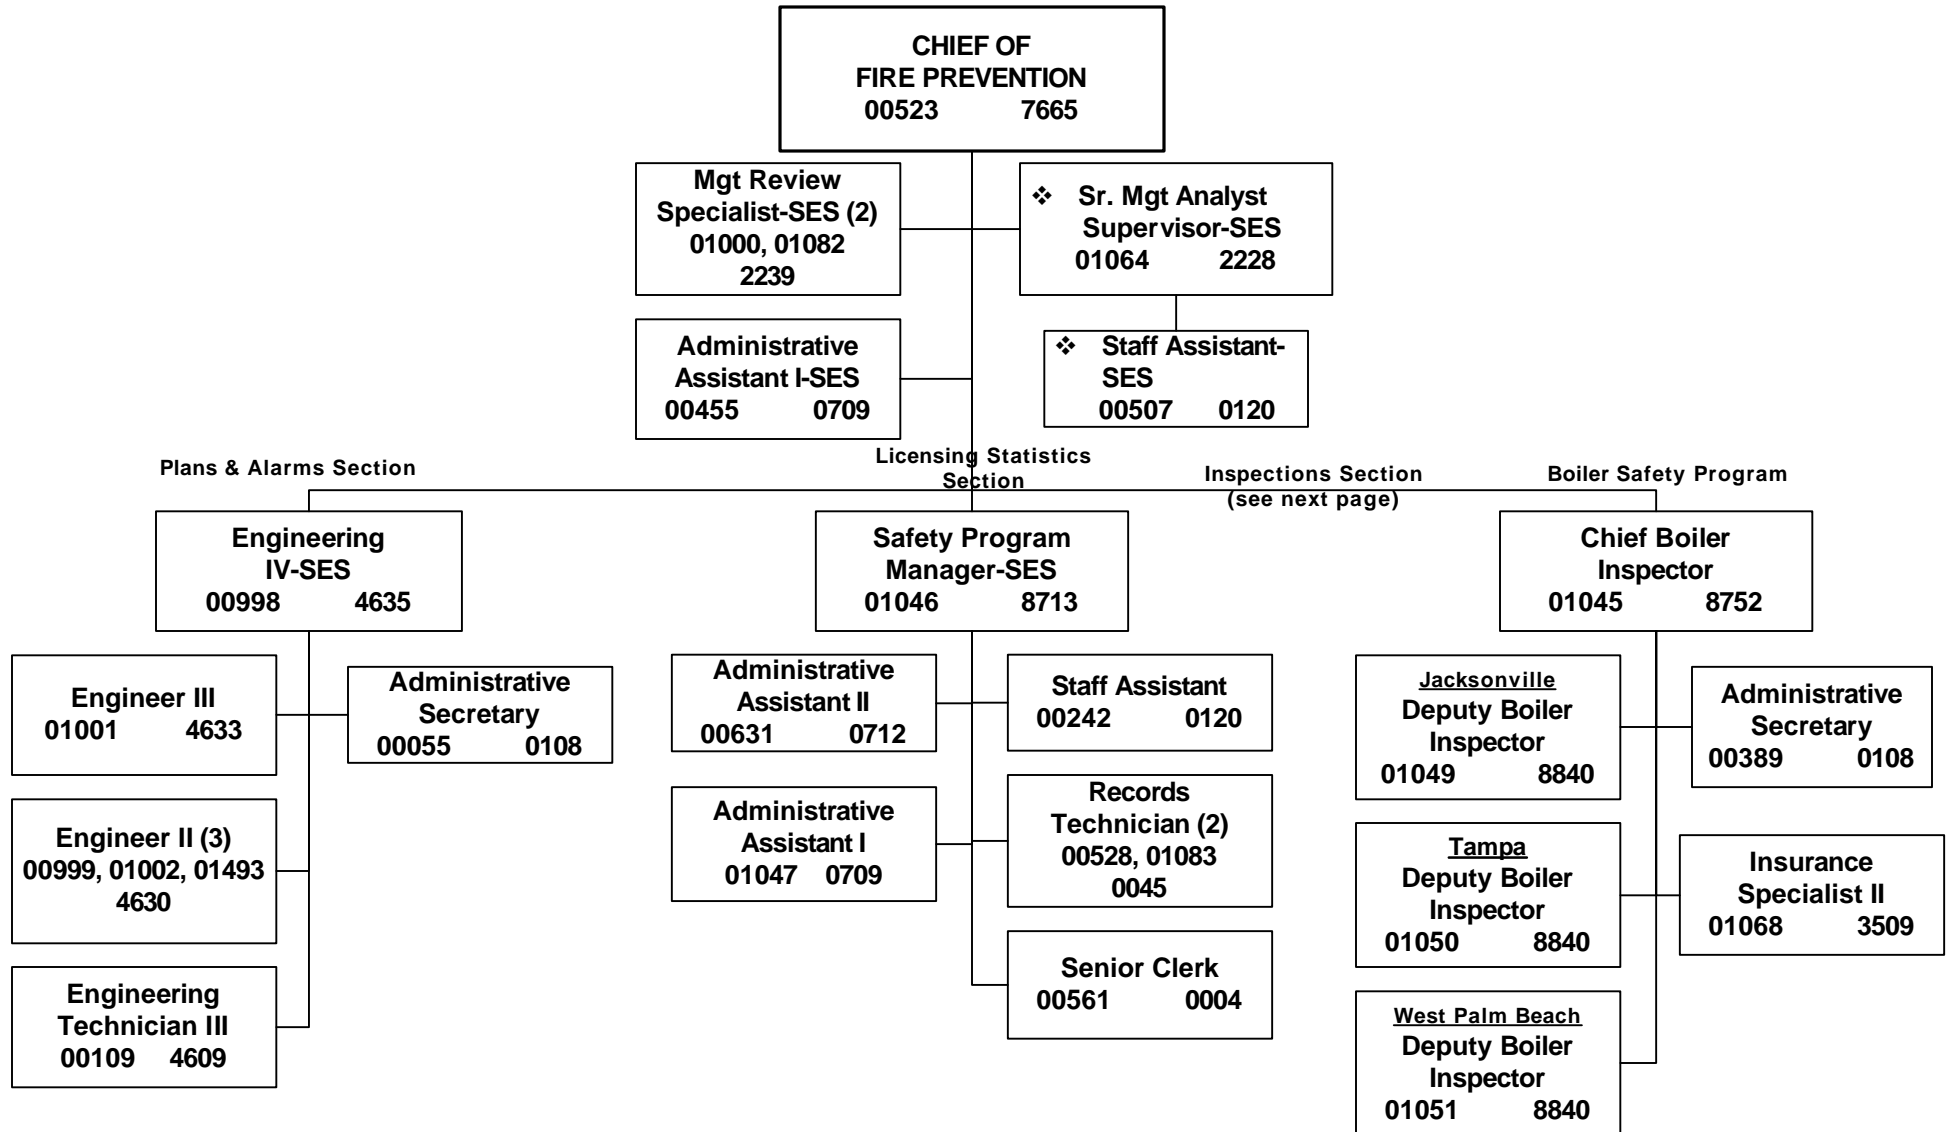 CHIEF OF
FIRE PREVENTION
00523 7665
Mgt Review
Specialist-SES (2)
01000, 01082
2239
❖ Sr. Mgt Analyst
Supervisor-SES
01064 2228
Administrative
Assistant I-SES
00455 0709
❖ Staff Assistant-
SES
00507 0120
Plans & Alarms Section
Licensing Statistics
Section
Inspections Section
(see next page)
Boiler Safety Program
Engineering
IV-SES
00998 4635
Safety Program
Manager-SES
01046 8713
Chief Boiler
Inspector
01045 8752
Engineer III
01001 4633
Administrative
Secretary
00055 0108
Engineer II (3)
00999, 01002, 01493
4630
Engineering
Technician III
00109 4609
Administrative
Assistant II
00631 0712
Staff Assistant
00242 0120
Administrative
Assistant I
01047 0709
Records
Technician (2)
00528, 01083
0045
Senior Clerk
00561 0004
Jacksonville
Deputy Boiler
Inspector
01049 8840
Administrative
Secretary
00389 0108
Tampa
Deputy Boiler
Inspector
01050 8840
Insurance
Specialist II
01068 3509
West Palm Beach
Deputy Boiler
Inspector
01051 8840